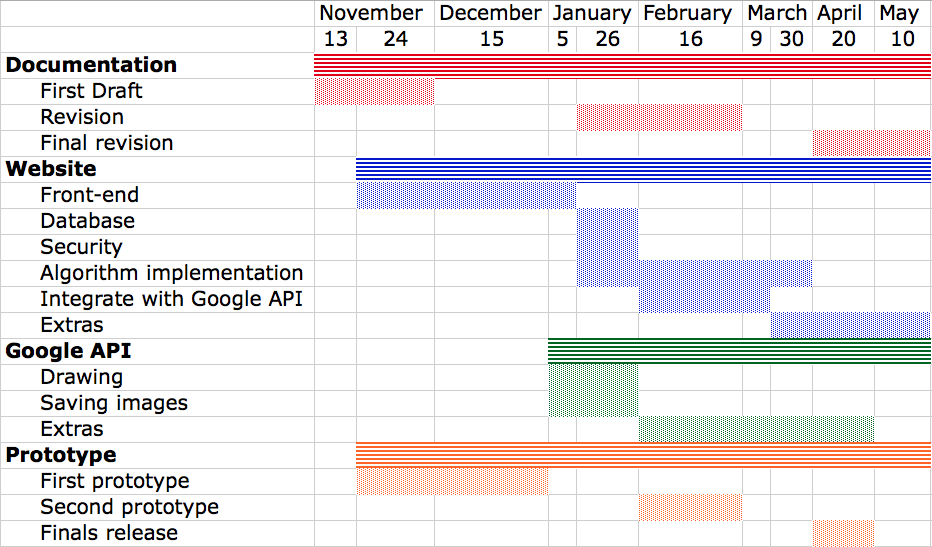 November December January February March April May
13 24 15 5 26 16 9 30 20 10
Documentation
First Draft
Revision
Final revision
Website
Front-end
Database
Security
Algorithm implementation
Integrate with Google API
Extras
Google API
Drawing
Saving images
Extras
Prototype
First prototype
Second prototype
Finals release